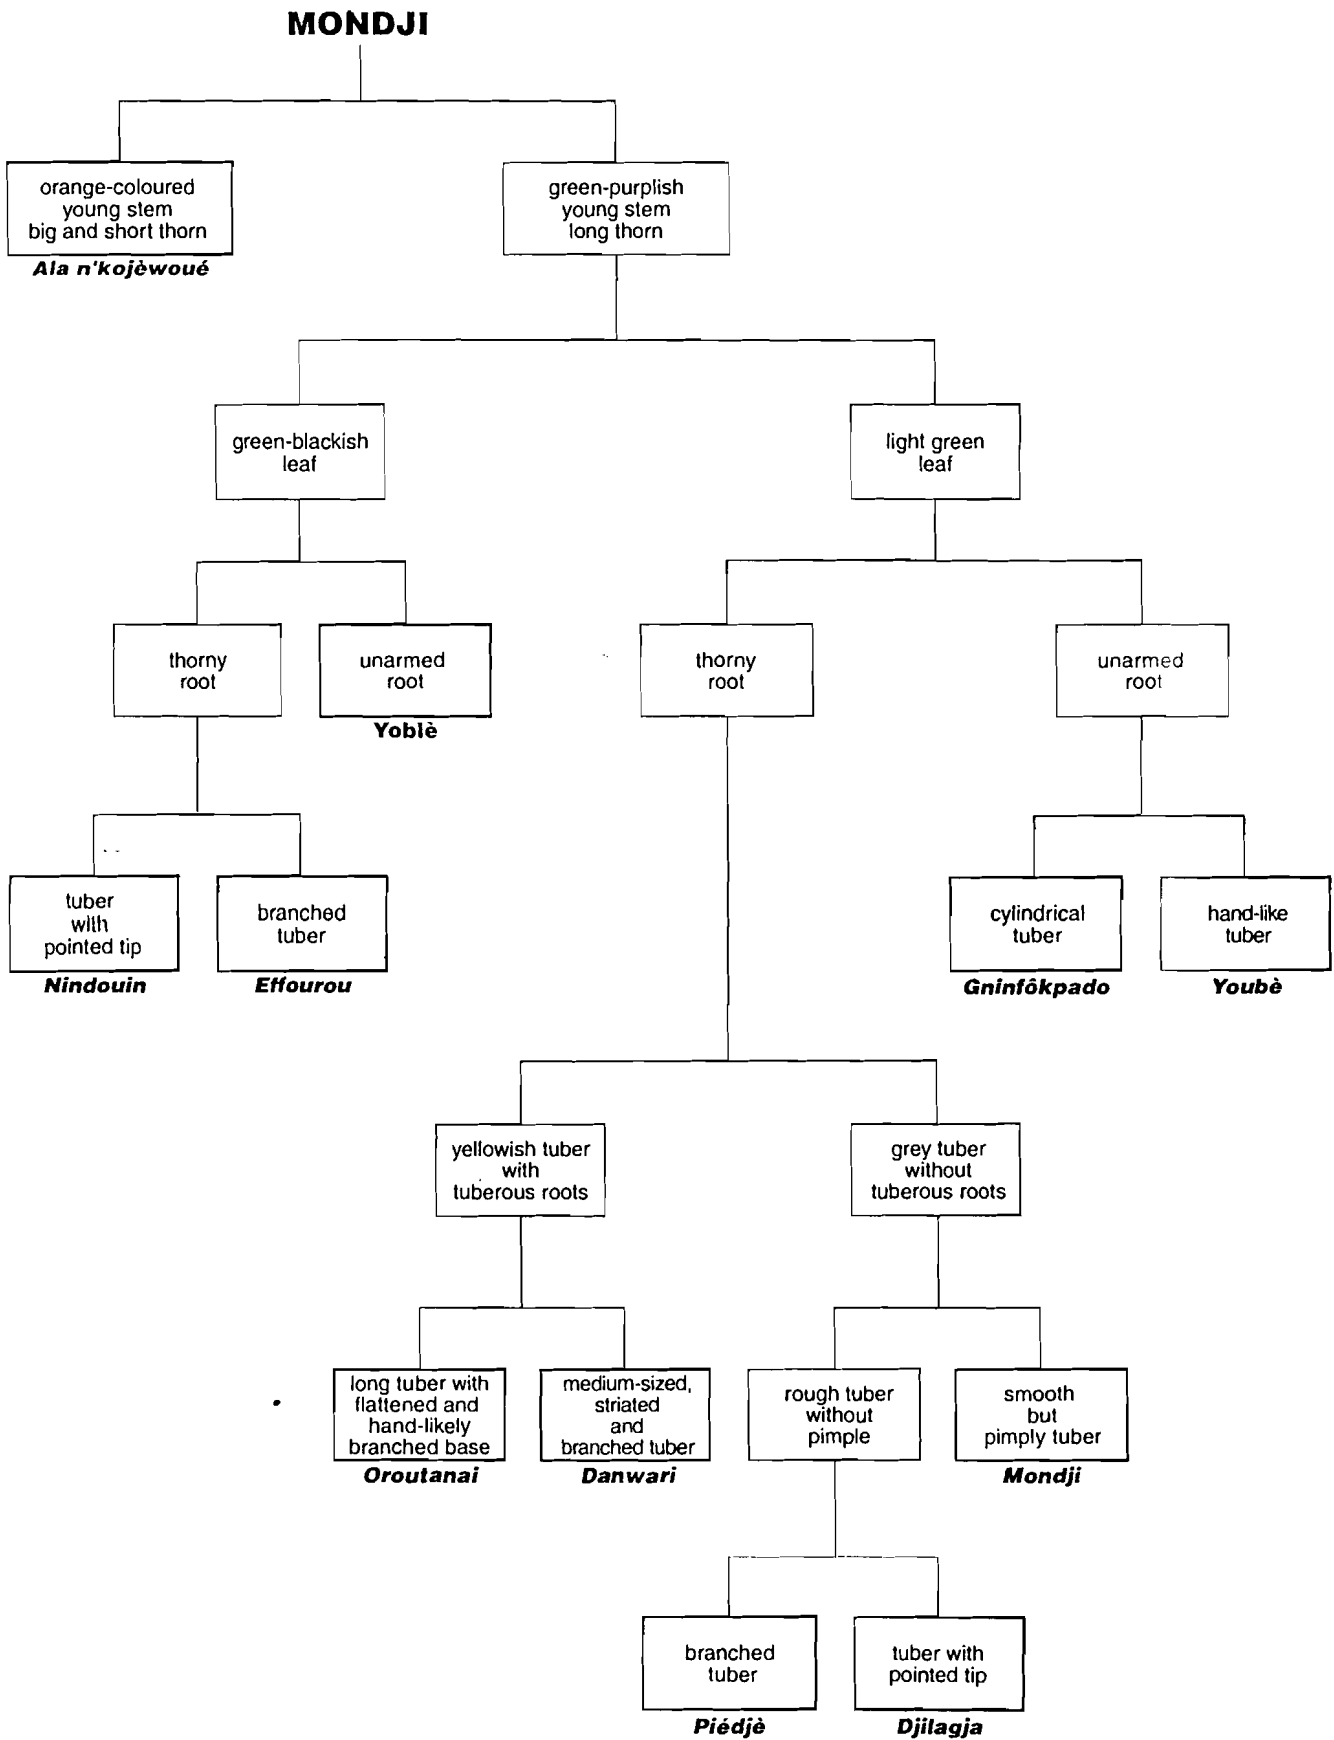 MONDJI
orange-coloured
young stem
big and short thorn
Ala n'kojèwoué
green-purplish
young stem
long thorn
green-blackish
leaf
light green
leaf
thorny
root
unarmed
root
Yoblè
thorny
root
unarmed
root
tuber
with
pointed tip
Nindouin
branched
tuber
Effourou
cylindrical
tuber
Gninfôkpado
hand-like
tuber
Youbè
yellowish tuber
with
tuberous roots
grey tuber
without
tuberous roots
long tuber with
flattened and
hand-likely
branched base
Oroutanai
medium-sized,
striated
and
branched tuber
Danwari
rough tuber
without
pimple
smooth
but
pimply tuber
Mondji
branched
tuber
Piédjè
tuber with
pointed tip
Djilagja